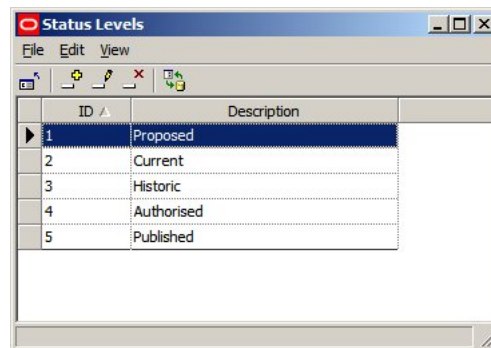 Status Levels
File Edit View
ID Description
1 Proposed
2 Current
3 Historic
4 Authorised
5 Published